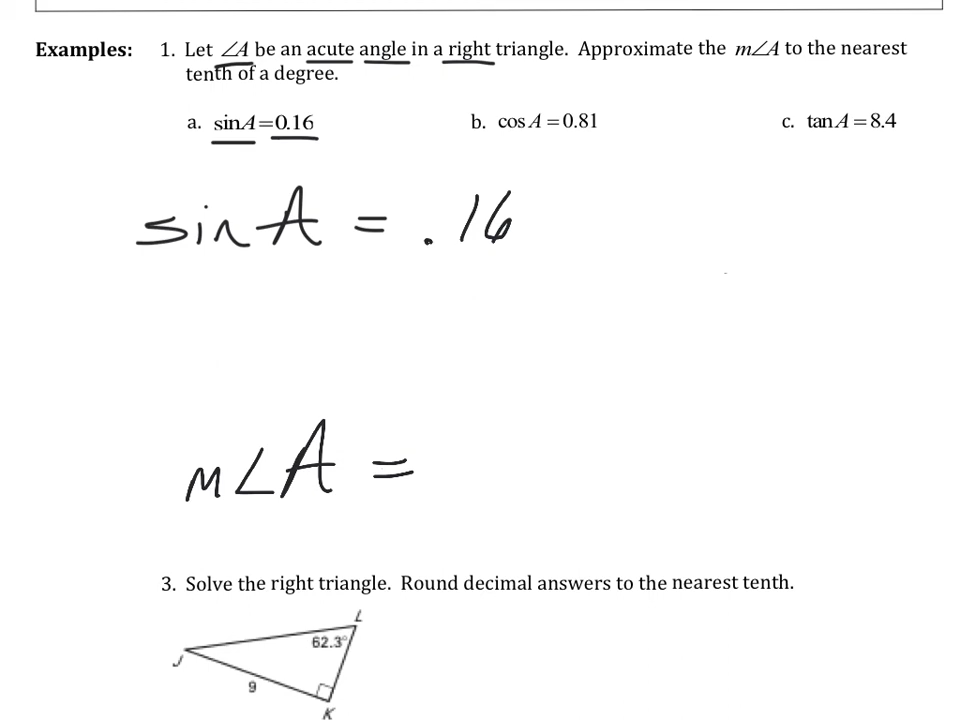 Examples: 1. Let ∠A be an acute angle in a right triangle. Approximate the m∠A to the nearest
tenth of a degree.
a. sinA=0.16 b. cos A =0.81 c. tan A =8.4
sin A = .16
m∠A =
3. Solve the right triangle. Round decimal answers to the nearest tenth.
L
62.3°
J
9
K